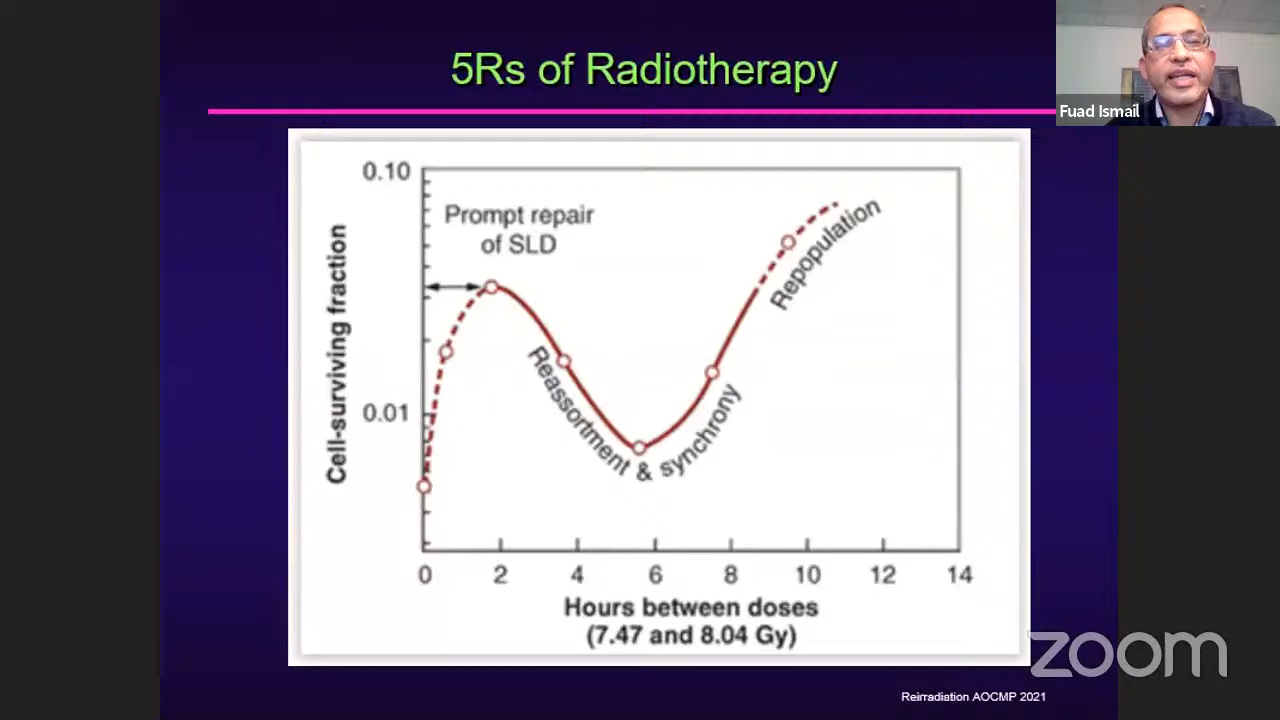 5Rs of Radiotherapy
Fuad Ismail
0.10
Prompt repair
of SLD
Repopulation
Cell-surviving fraction
Reassortment & synchrony
0.01
0 2 4 6 8 10 12 14
Hours between doses
(7.47 and 8.04 Gy)
zoom
Reirradiation AOCMP 2021